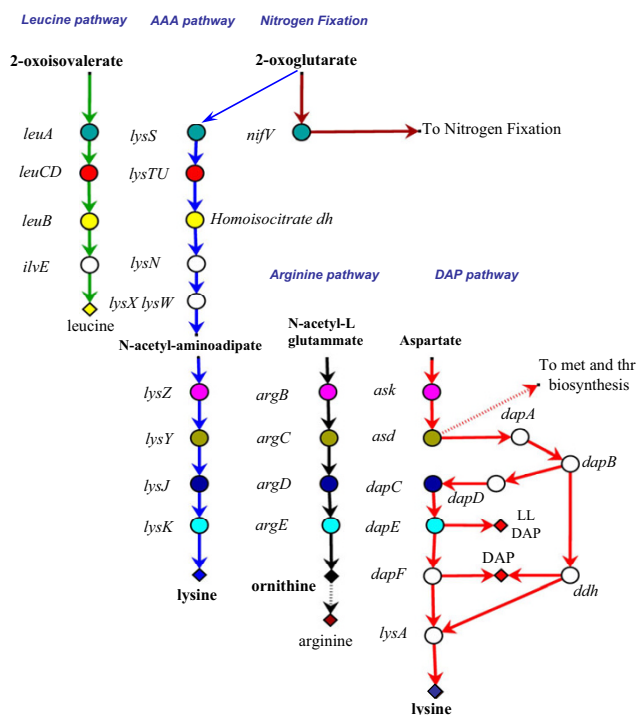 Leucine pathway AAA pathway Nitrogen Fixation
2-oxoisovalerate 2-oxoglutarate
leuA lysS nifV To Nitrogen Fixation
leuCD lysTU
leuB Homoisocitrate dh
ilvE lysN
Arginine pathway DAP pathway
lysX lysW
leucine
N-acetyl-L
glutammate
N-acetyl-aminoadipate Aspartate
To met and thr
biosynthesis
lysZ argB ask
dapA
lysY argC asd
dapB
lysJ argD dapC dapD
LL
DAP
lysK argE dapE
DAP
dapF
ddh
lysine ornithine
lysA
arginine
lysine